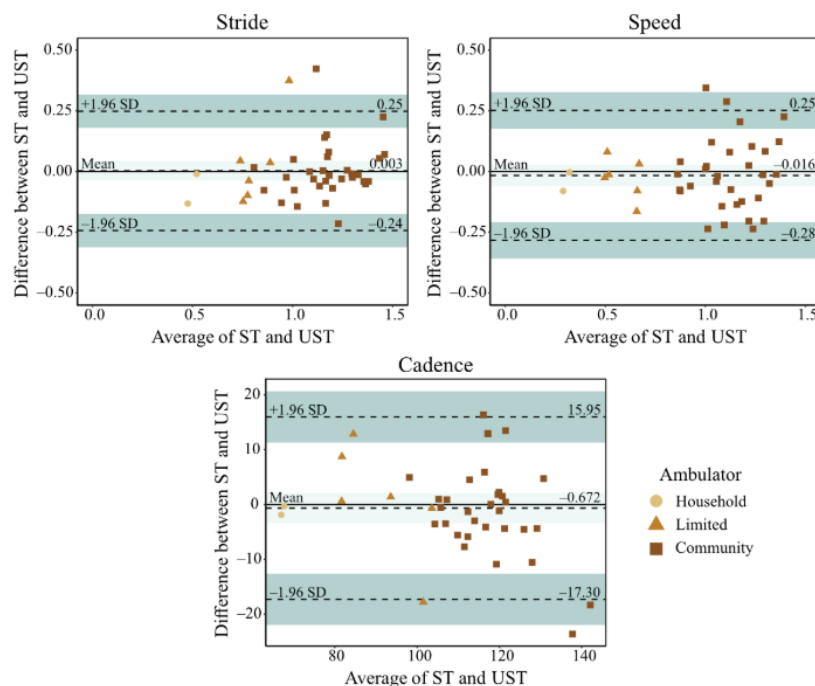 Stride
Difference between ST and UST
0.50
0.25
0.00
−0.25
−0.50
+1.96 SD
0.25
Mean
0.003
−1.96 SD
−0.24
0.0
0.5
1.0
1.5
Average of ST and UST
Speed
Difference between ST and UST
0.50
0.25
0.00
−0.25
−0.50
+1.96 SD
0.25
Mean
−0.016
−1.96 SD
−0.28
0.0
0.5
1.0
1.5
Average of ST and UST
Cadence
Difference between ST and UST
20
10
0
−10
−20
+1.96 SD
15.95
Mean
−0.672
−1.96 SD
−17.30
80
100
120
140
Average of ST and UST
Ambulator
Household
Limited
Community